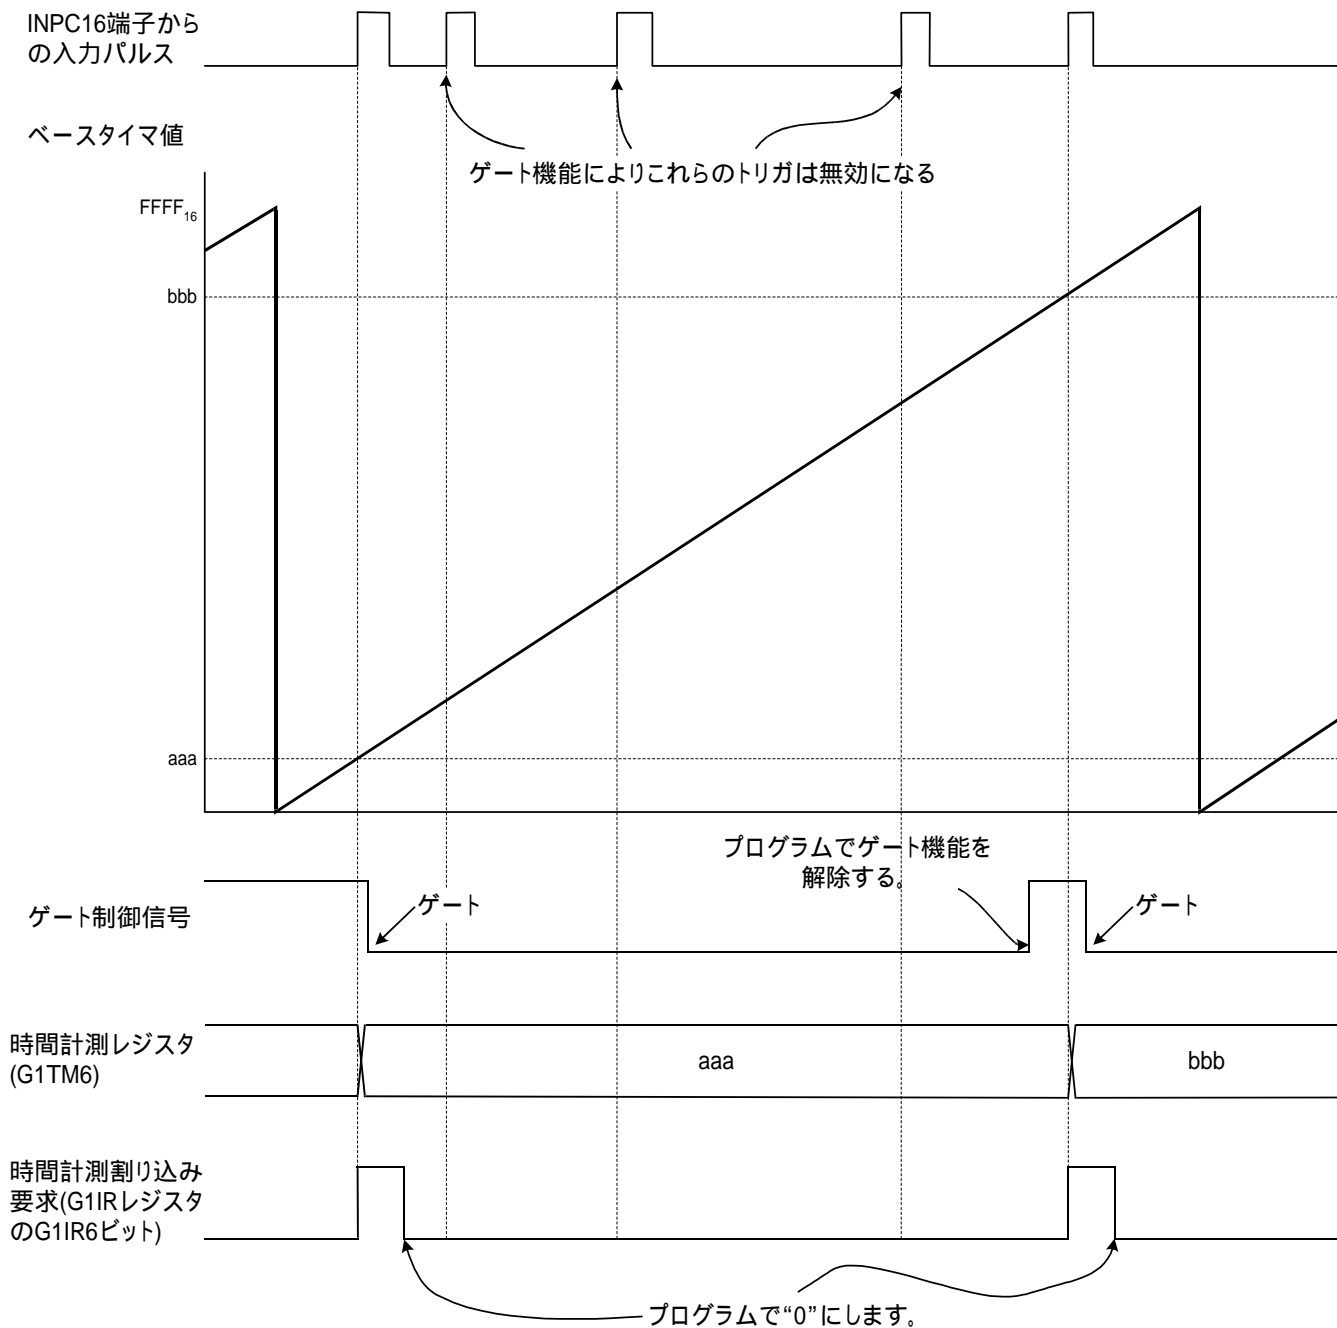 INPC16端子から
の入力パルス
ベースタイマ値
ゲート機能によりこれらのトリガは無効になる
FFFF16
bbb
aaa
プログラムでゲート機能を
解除する。
ゲート制御信号
ゲート
ゲート
時間計測レジスタ
(G1TM6)
aaa
bbb
時間計測割り込み
要求(G1IRレジスタ
のG1IR6ビット)
プログラムで“0”にします。